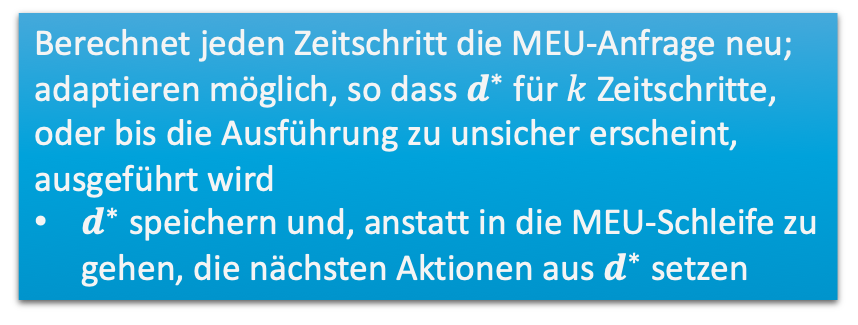 Berechnet jeden Zeitschritt die MEU-Anfrage neu;
adaptieren möglich, so dass d* für k Zeitschritte,
oder bis die Ausführung zu unsicher erscheint,
ausgeführt wird
• d* speichern und, anstatt in die MEU-Schleife zu
gehen, die nächsten Aktionen aus d* setzen